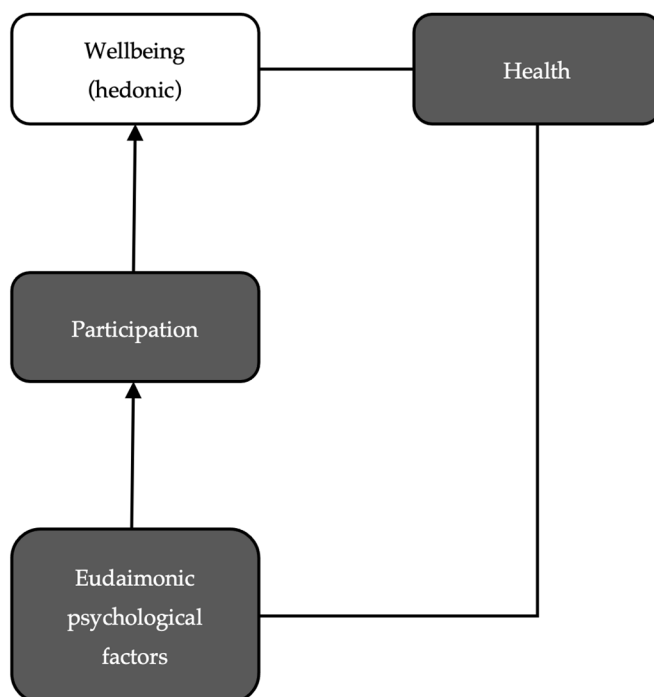 Wellbeing
(hedonic)
Health
Participation
Eudaimonic
psychological
factors